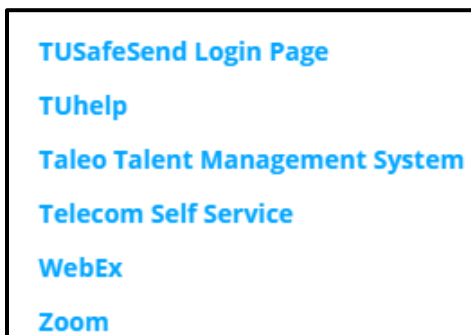 TUSafeSend Login Page
TUhelp
Taleo Talent Management System
Telecom Self Service
WebEx
Zoom